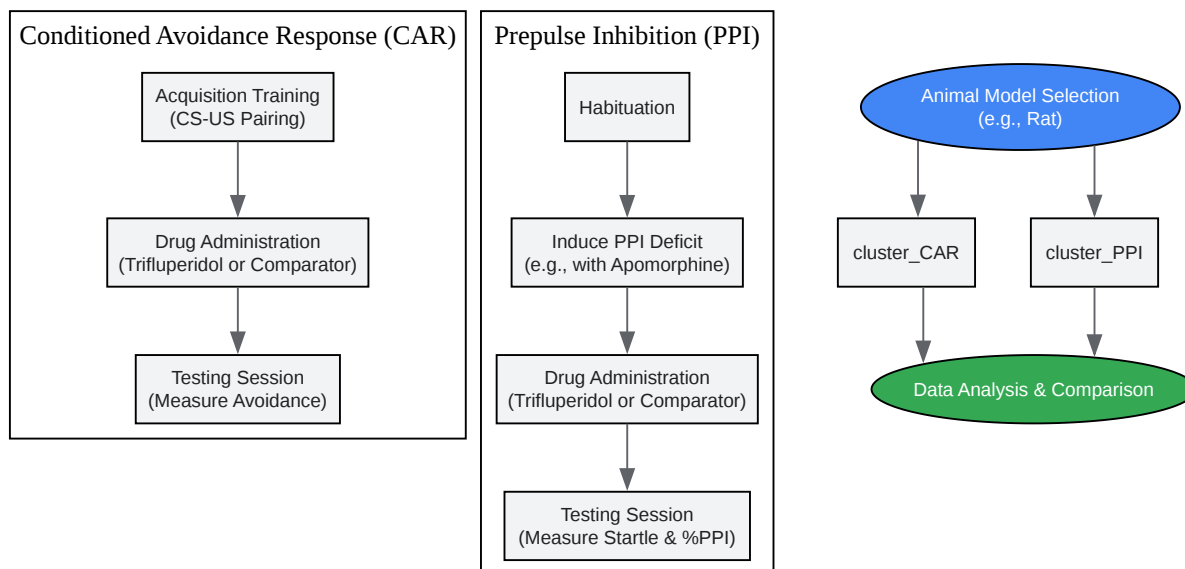 Conditioned Avoidance Response (CAR)
Acquisition Training
(CS-US Pairing)
Drug Administration
(Trifluperidol or Comparator)
Testing Session
(Measure Avoidance)
Prepulse Inhibition (PPI)
Habituation
Induce PPI Deficit
(e.g., with Apomorphine)
Drug Administration
(Trifluperidol or Comparator)
Testing Session
(Measure Startle & %PPI)
Animal Model Selection
(e.g., Rat)
cluster_CAR
cluster_PPI
Data Analysis & Comparison